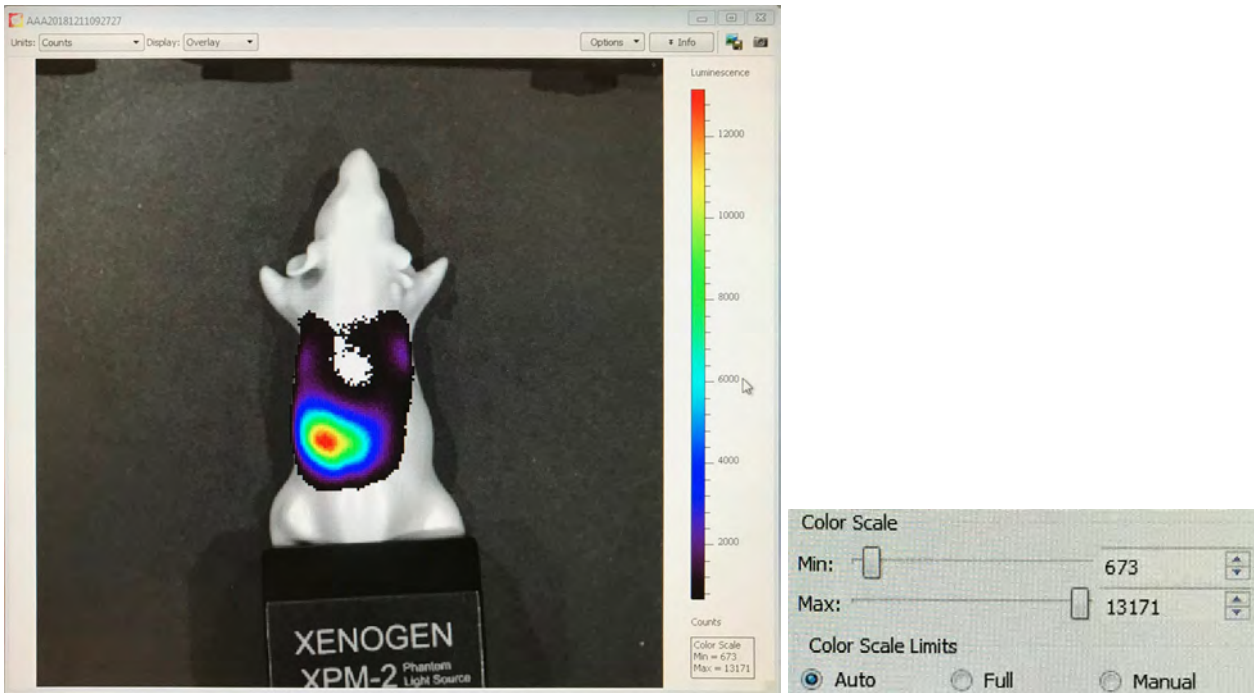 AAA20181211092727
Units: Counts Display: Overlay Options Info
Luminescence
12000
10000
8000
6000
4000
2000
Counts
Color Scale
Min = 673
Max = 13171
XENOGEN
XPM-2 Phantom Light Source
Color Scale
Min: 673
Max: 13171
Color Scale Limits
Auto Full Manual